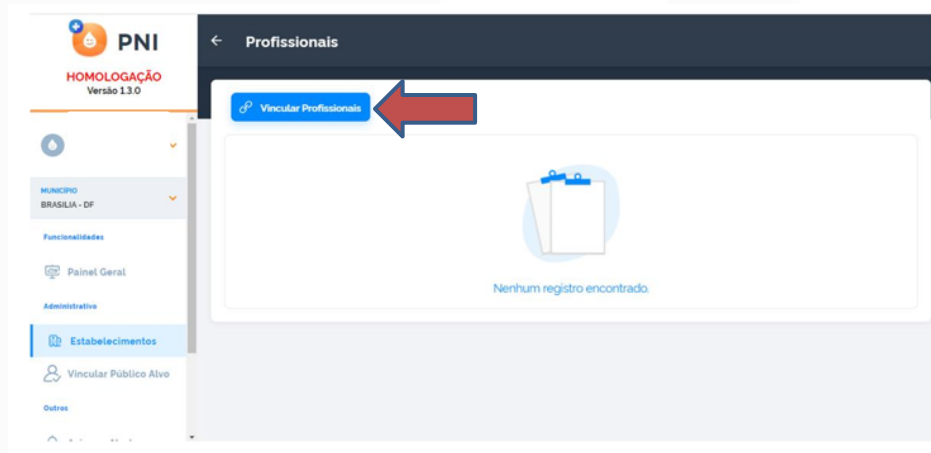 PNI
HOMOLOGAÇÃO
Versão 1.3.0
MUNICÍPIO
BRASILIA - DF
Funcionalidades
Painel Geral
Administrativo
Estabelecimentos
Vincular Público Alvo
Outros
Profissionais
Vincular Profissionais
Nenhum registro encontrado.